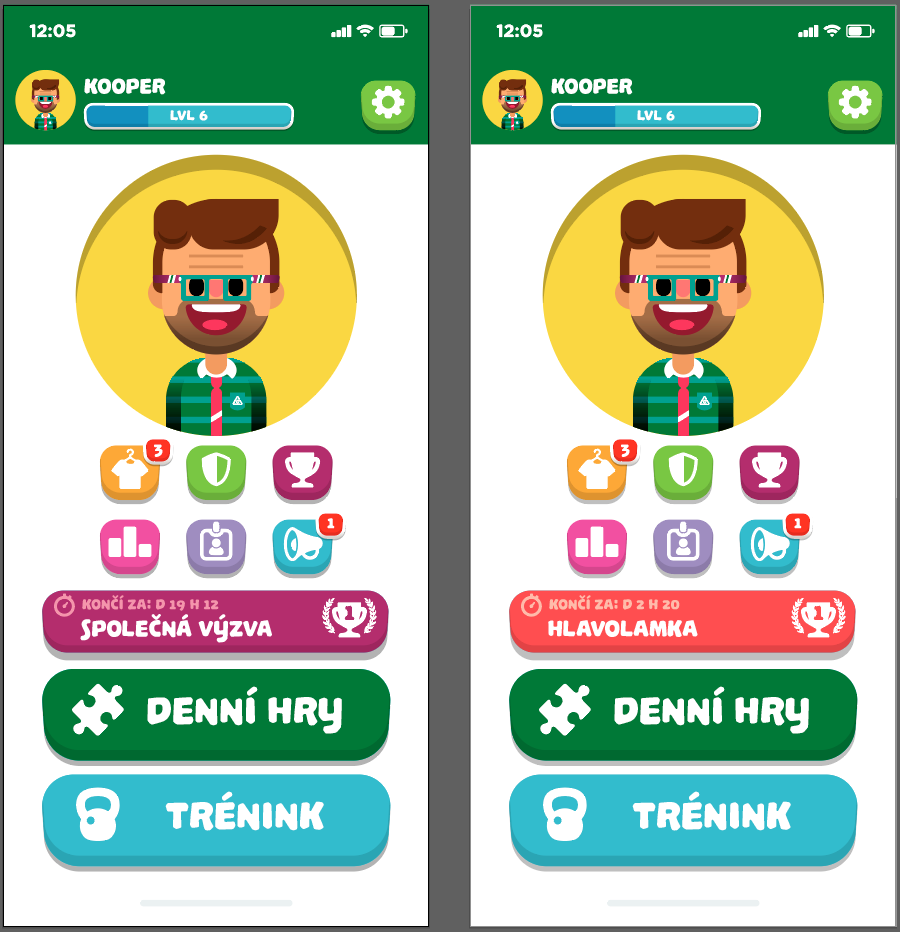 12:05
KOOPER
LVL 6
3
1
KONČÍ ZA: D 19 H 12
SPOLEČNÁ VÝZVA
1
DENNÍ HRY
TRÉNINK
12:05
KOOPER
LVL 6
3
1
KONČÍ ZA: D 2 H 20
HLAVOLAMKA
1
DENNÍ HRY
TRÉNINK